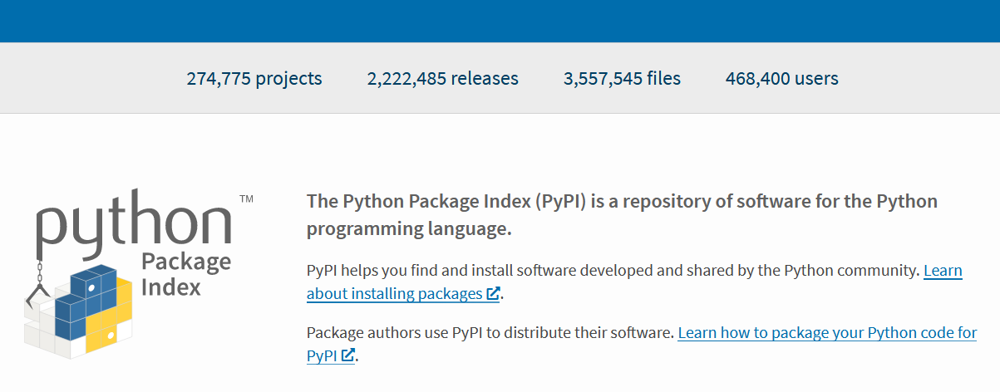 274,775 projects 2,222,485 releases 3,557,545 files 468,400 users
python™
Package
Index
The Python Package Index (PyPI) is a repository of software for the Python
programming language.
PyPI helps you find and install software developed and shared by the Python community. Learn
about installing packages.
Package authors use PyPI to distribute their software. Learn how to package your Python code for
PyPI.